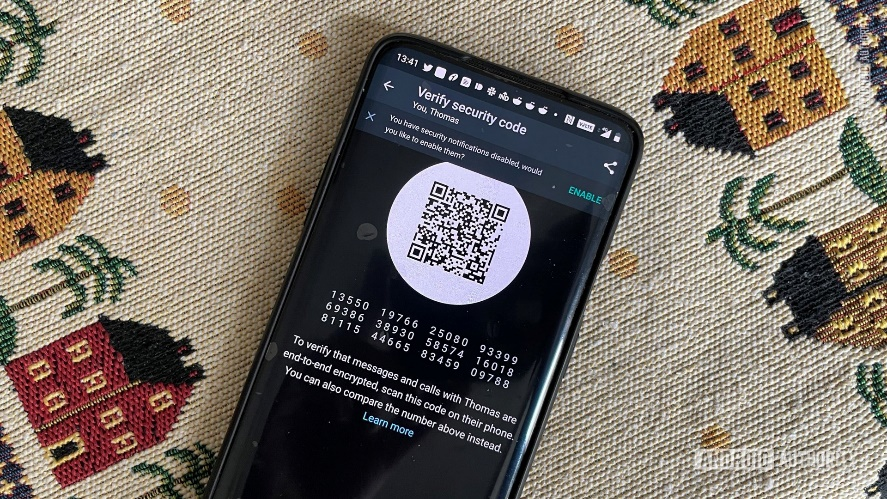 13:41
Verify security code
You, Thomas
You have security notifications disabled, would
you like to enable them?
ENABLE
13550 19766 25080 93399
69386 38930 58574 16018
81115 44665 83459 09788
To verify that messages and calls with Thomas are
end-to-end encrypted, scan this code on their phone.
You can also compare the number above instead.
Learn more
ANDROID AUTHORITY